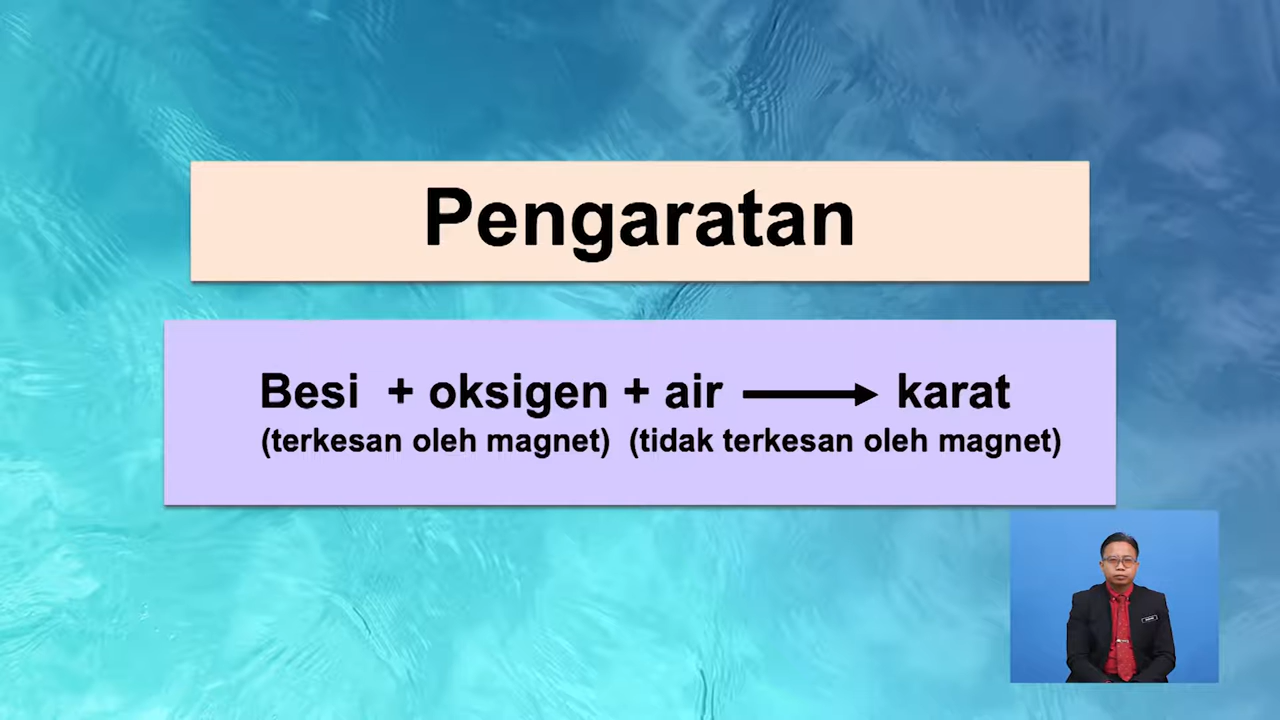 Pengaratan
Besi + oksigen + air → karat
(terkesan oleh magnet) (tidak terkesan oleh magnet)